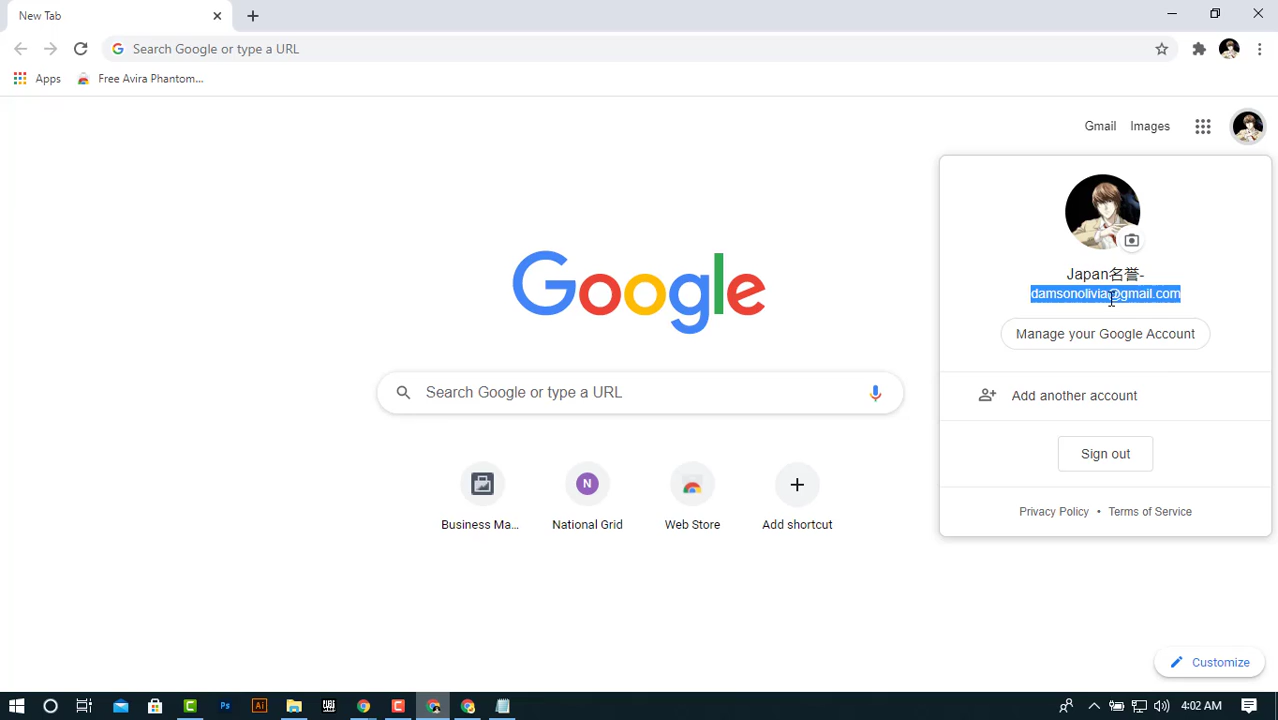 New Tab
Search Google or type a URL
Apps
Free Avira Phantom...
Gmail
Images
Japan名誉-
damsonolivia@gmail.com
Manage your Google Account
Add another account
Sign out
Privacy Policy • Terms of Service
Google
Search Google or type a URL
Business Ma...
N
National Grid
Web Store
Add shortcut
Customize
Ps
Ai
4:02 AM